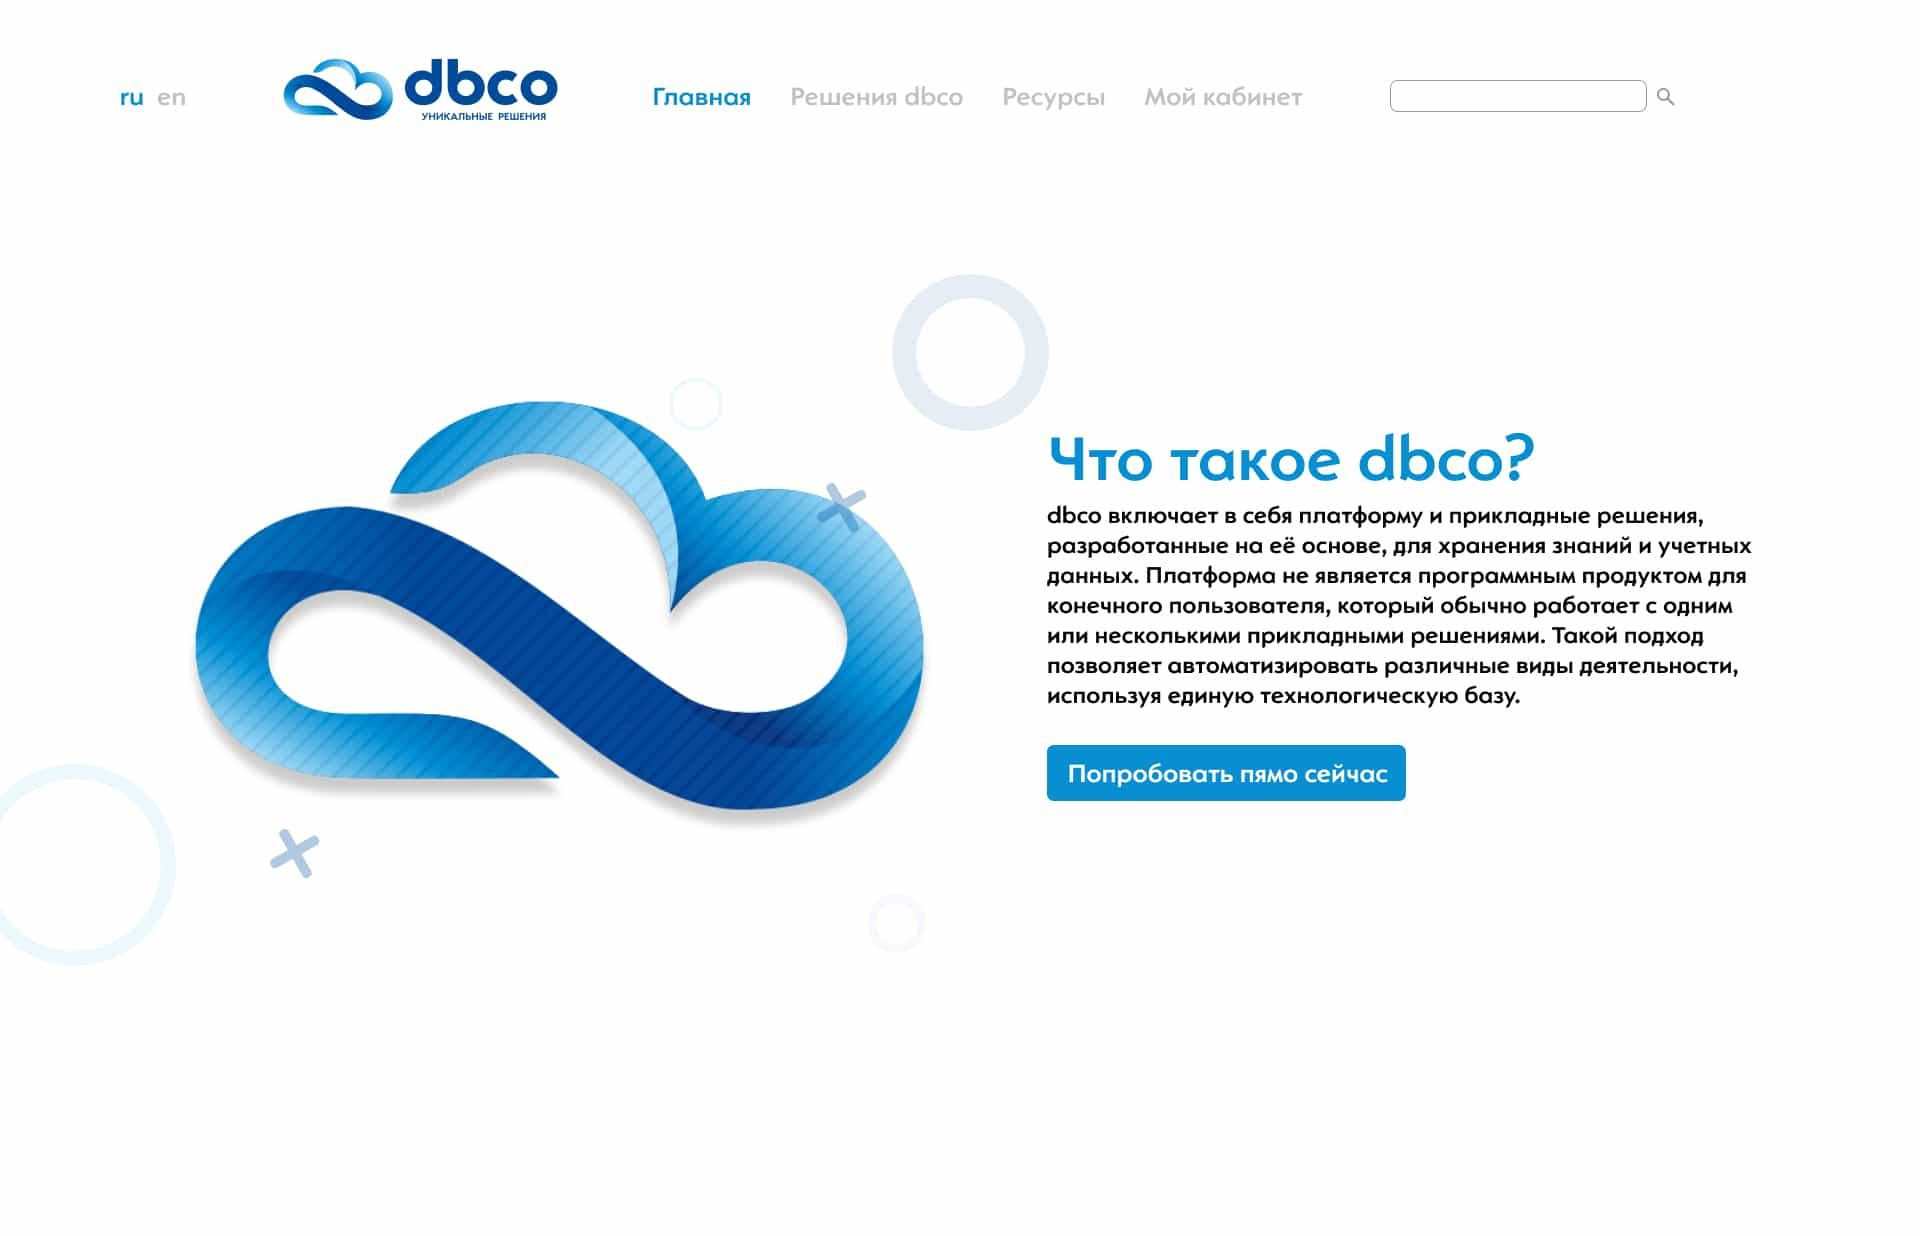 ru en
dbco
УНИКАЛЬНЫЕ РЕШЕНИЯ
Главная Решения dbco Ресурсы Мой кабинет
Что такое dbco?
dbco включает в себя платформу и прикладные решения,
разработанные на её основе, для хранения знаний и учетных
данных. Платформа не является программным продуктом для
конечного пользователя, который обычно работает с одним
или несколькими прикладными решениями. Такой подход
позволяет автоматизировать различные виды деятельности,
используя единую технологическую базу.
Попробовать пямо сейчас